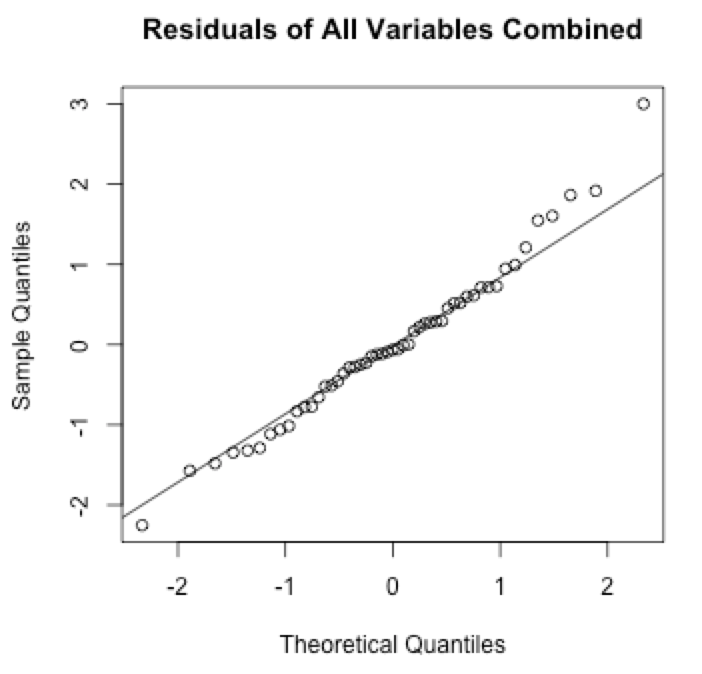 Residuals of All Variables Combined
3
2
1
0
-1
-2
Sample Quantiles
-2 -1 0 1 2
Theoretical Quantiles